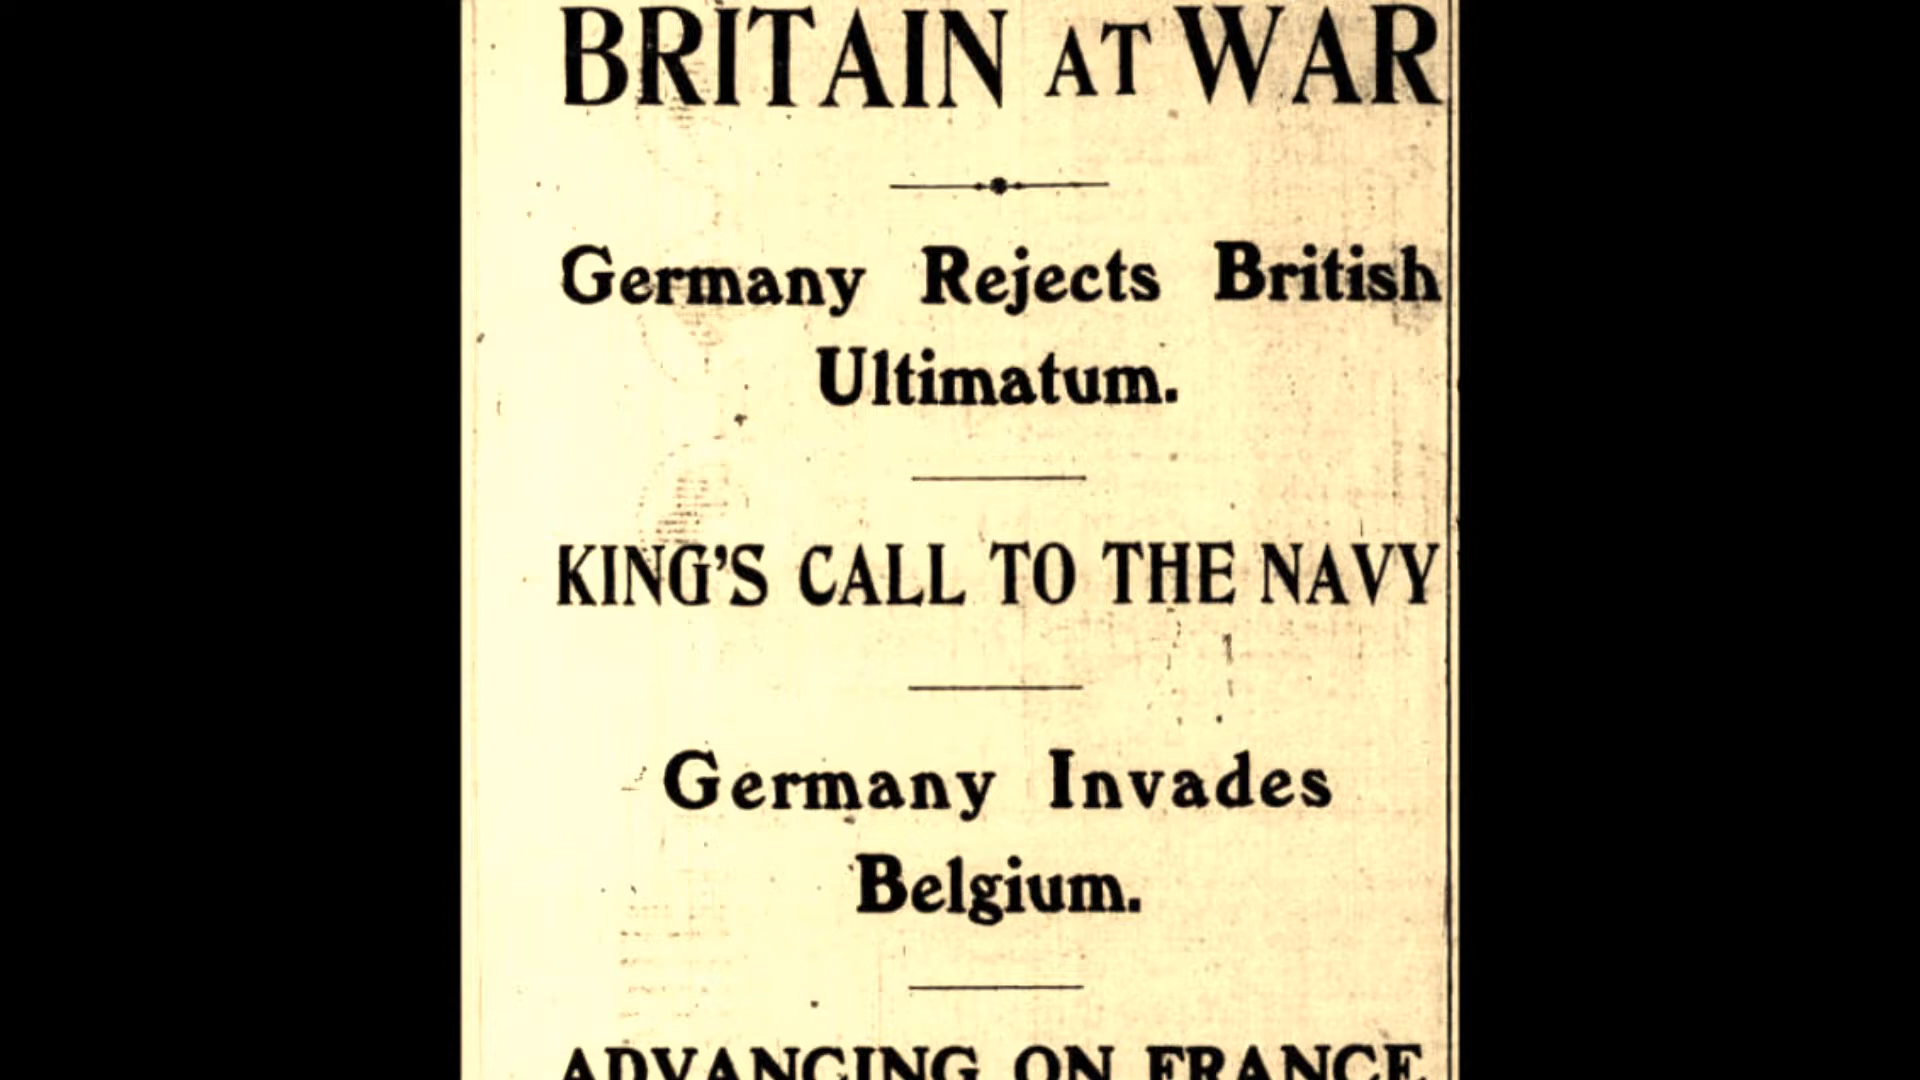 BRITAIN AT WAR
Germany Rejects British
Ultimatum.
KING'S CALL TO THE NAVY
Germany Invades
Belgium.
ADVANCING ON FRANCE